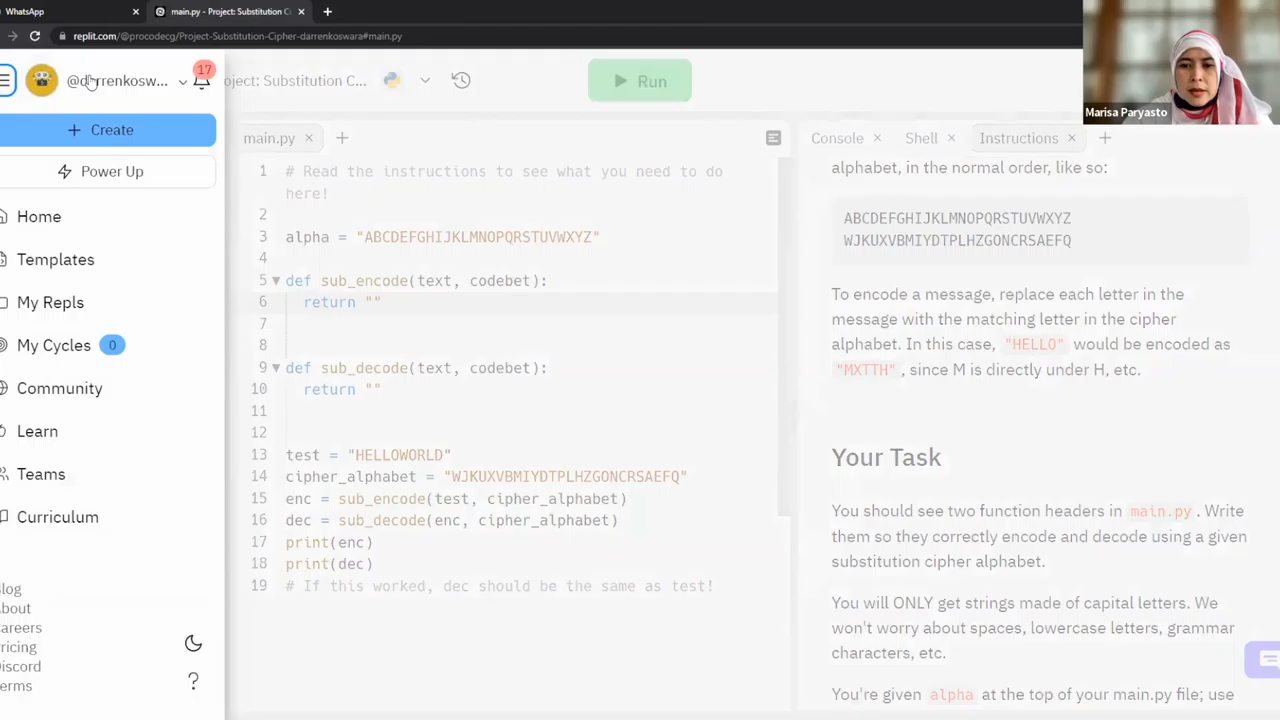 WhatsApp
main.py - Project: Substitution Ci
replit.com/@procodecg/Project-Substitution-Cipher-darrenkoswara#main.py
Marisa Paryasto
17
oject: Substitution C...
Run
Create
Power Up
Home
Templates
My Repls
My Cycles 0
Community
Learn
Teams
Curriculum
log
bout
areers
ricing
iscord
erms
?
main.py
1 # Read the instructions to see what you need to do
here!
2
3 alpha = "ABCDEFGHIJKLMNOPQRSTUVWXYZ"
4
5 def sub_encode(text, codebet):
6 return ""
7
8
9 def sub_decode(text, codebet):
10 return ""
11
12
13 test = "HELLOWORLD"
14 cipher_alphabet = "WJKUXVBMIYDTPLHZGONCRSAEFQ"
15 enc = sub_encode(test, cipher_alphabet)
16 dec = sub_decode(enc, cipher_alphabet)
17 print(enc)
18 print(dec)
19 # If this worked, dec should be the same as test!
Console
Shell
Instructions
alphabet, in the normal order, like so:
ABCDEFGHIJKLMNOPQRSTUVWXYZ
WJKUXVBMIYDTPLHZGONCRSAEFQ
To encode a message, replace each letter in the
message with the matching letter in the cipher
alphabet. In this case, "HELLO" would be encoded as
"MXTTH", since M is directly under H, etc.
Your Task
You should see two function headers in main.py. Write
them so they correctly encode and decode using a given
substitution cipher alphabet.
You will ONLY get strings made of capital letters. We
won't worry about spaces, lowercase letters, grammar
characters, etc.
You're given alpha at the top of your main.py file; use